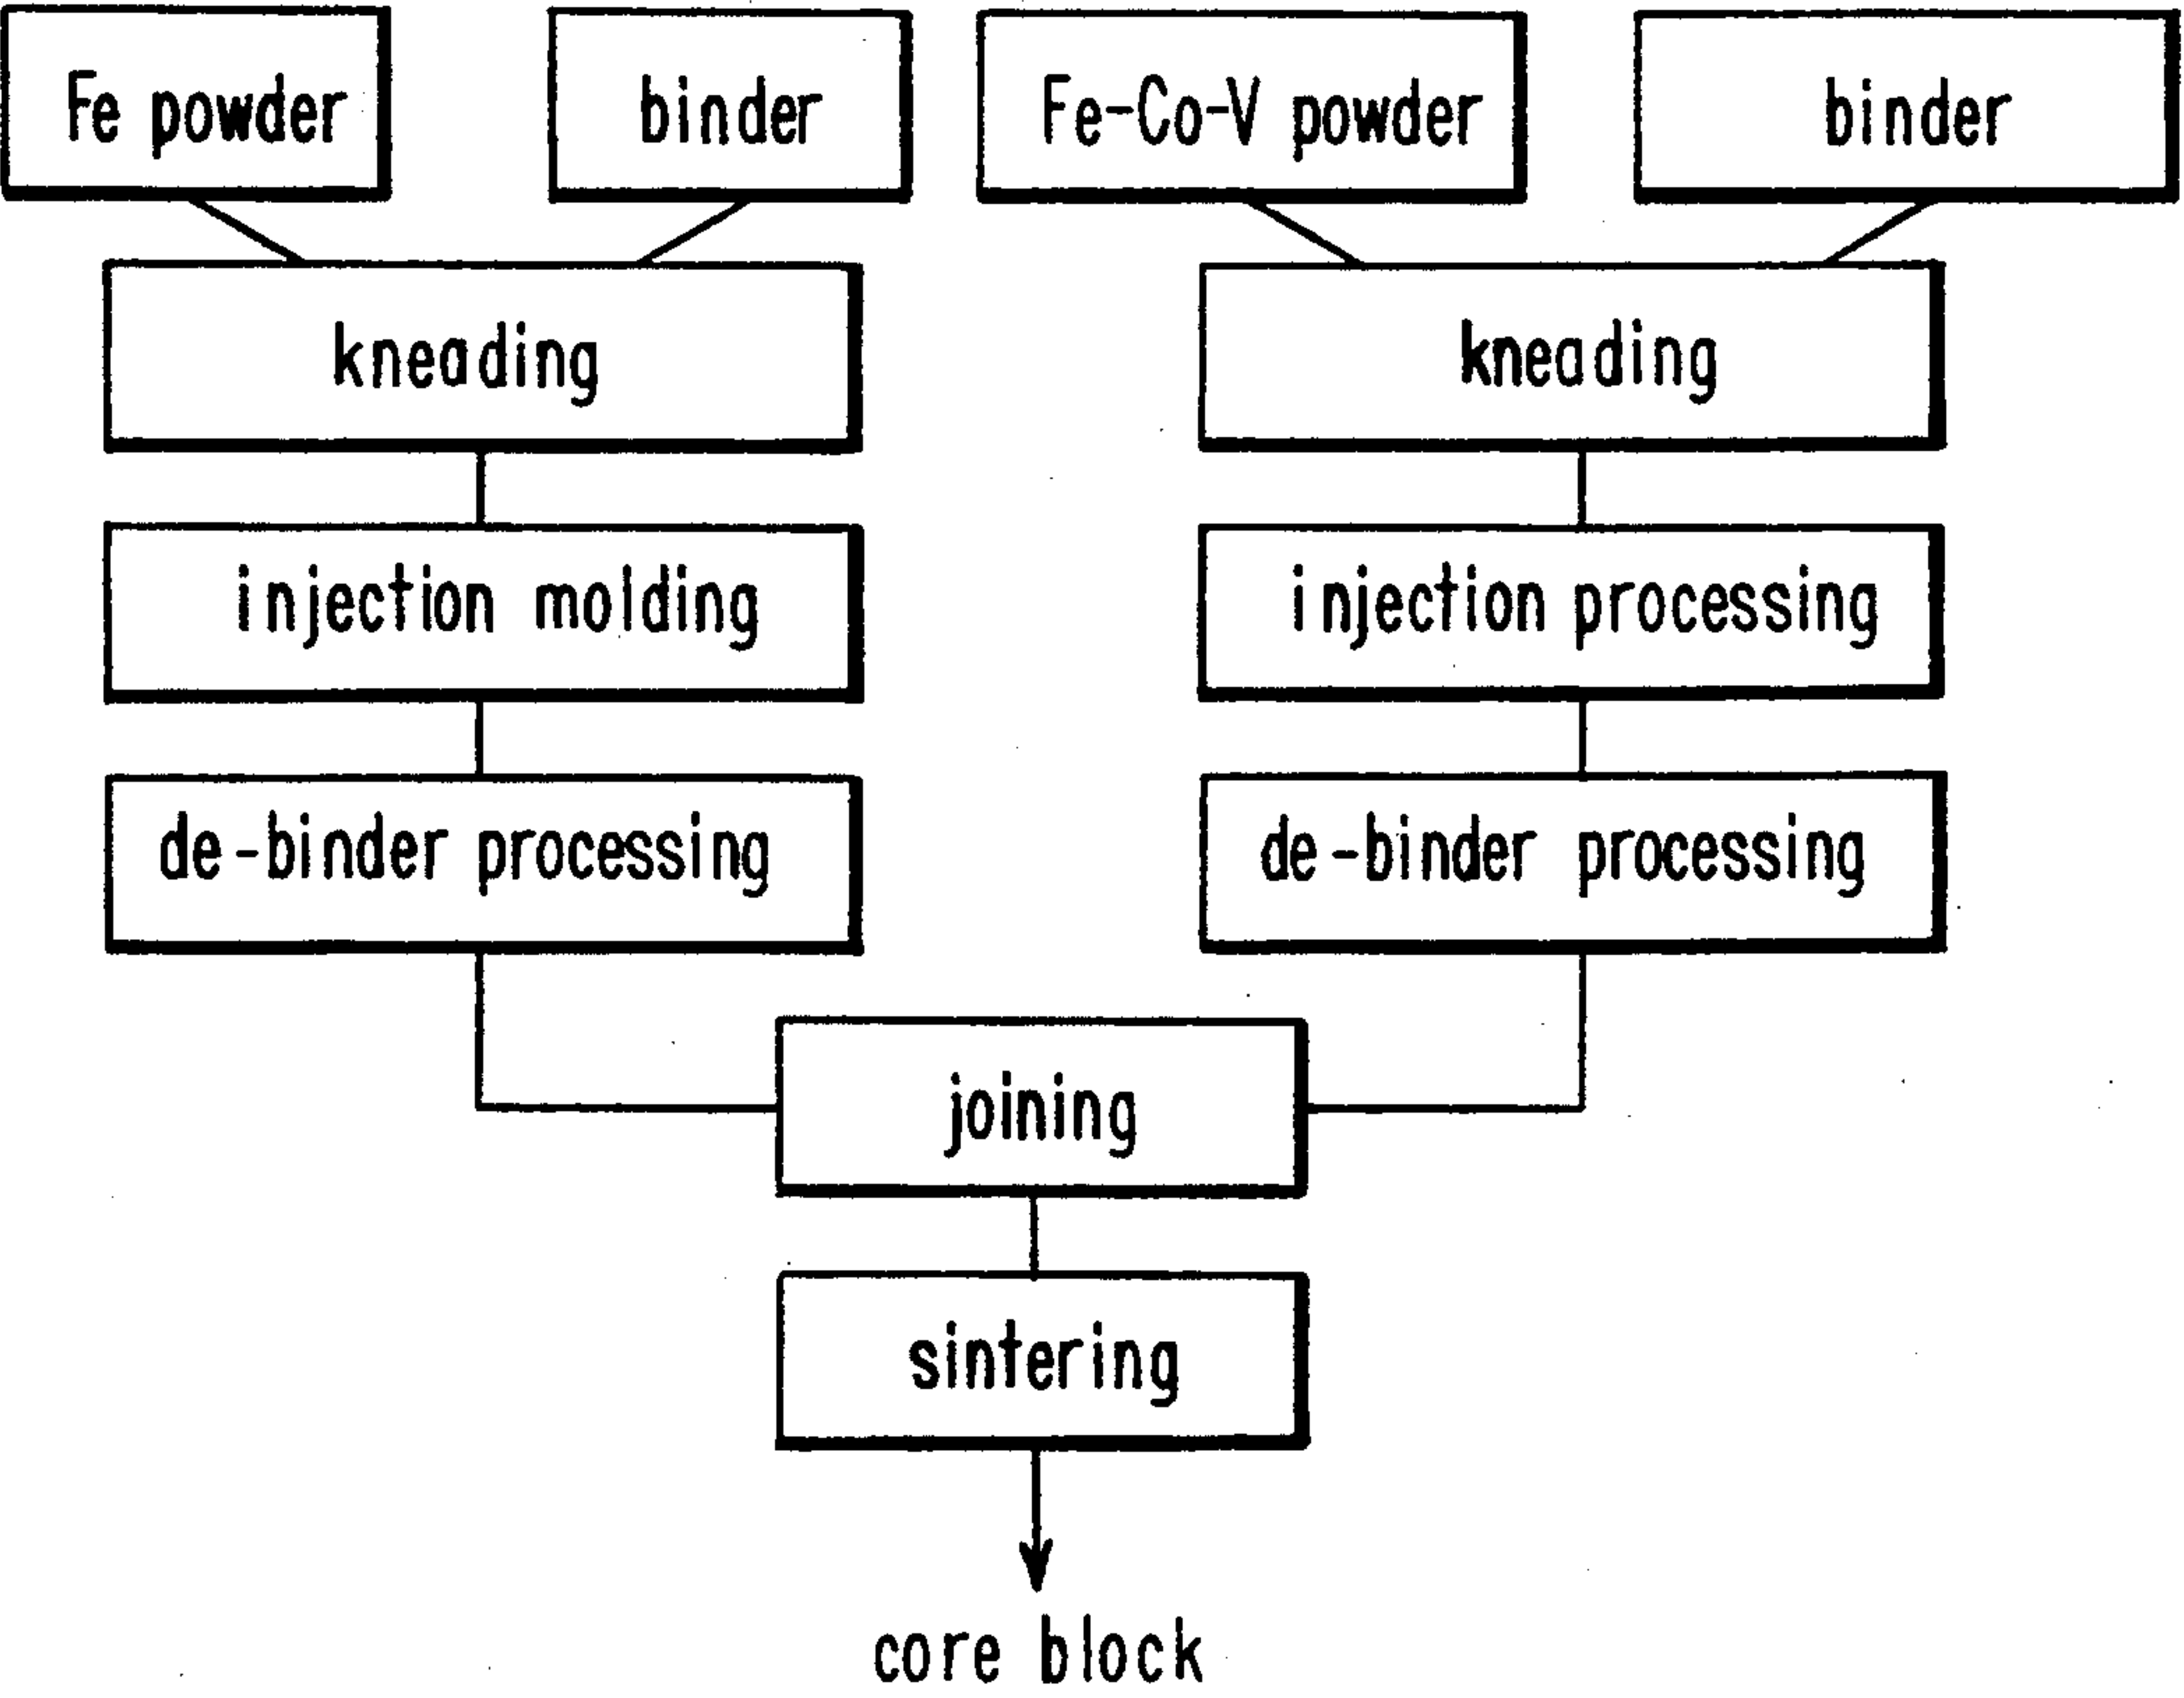 Fe powder
binder
Fe-Co-V powder
binder
kneading
kneading
injection molding
injection processing
de-binder processing
de-binder processing
joining
sintering
core block